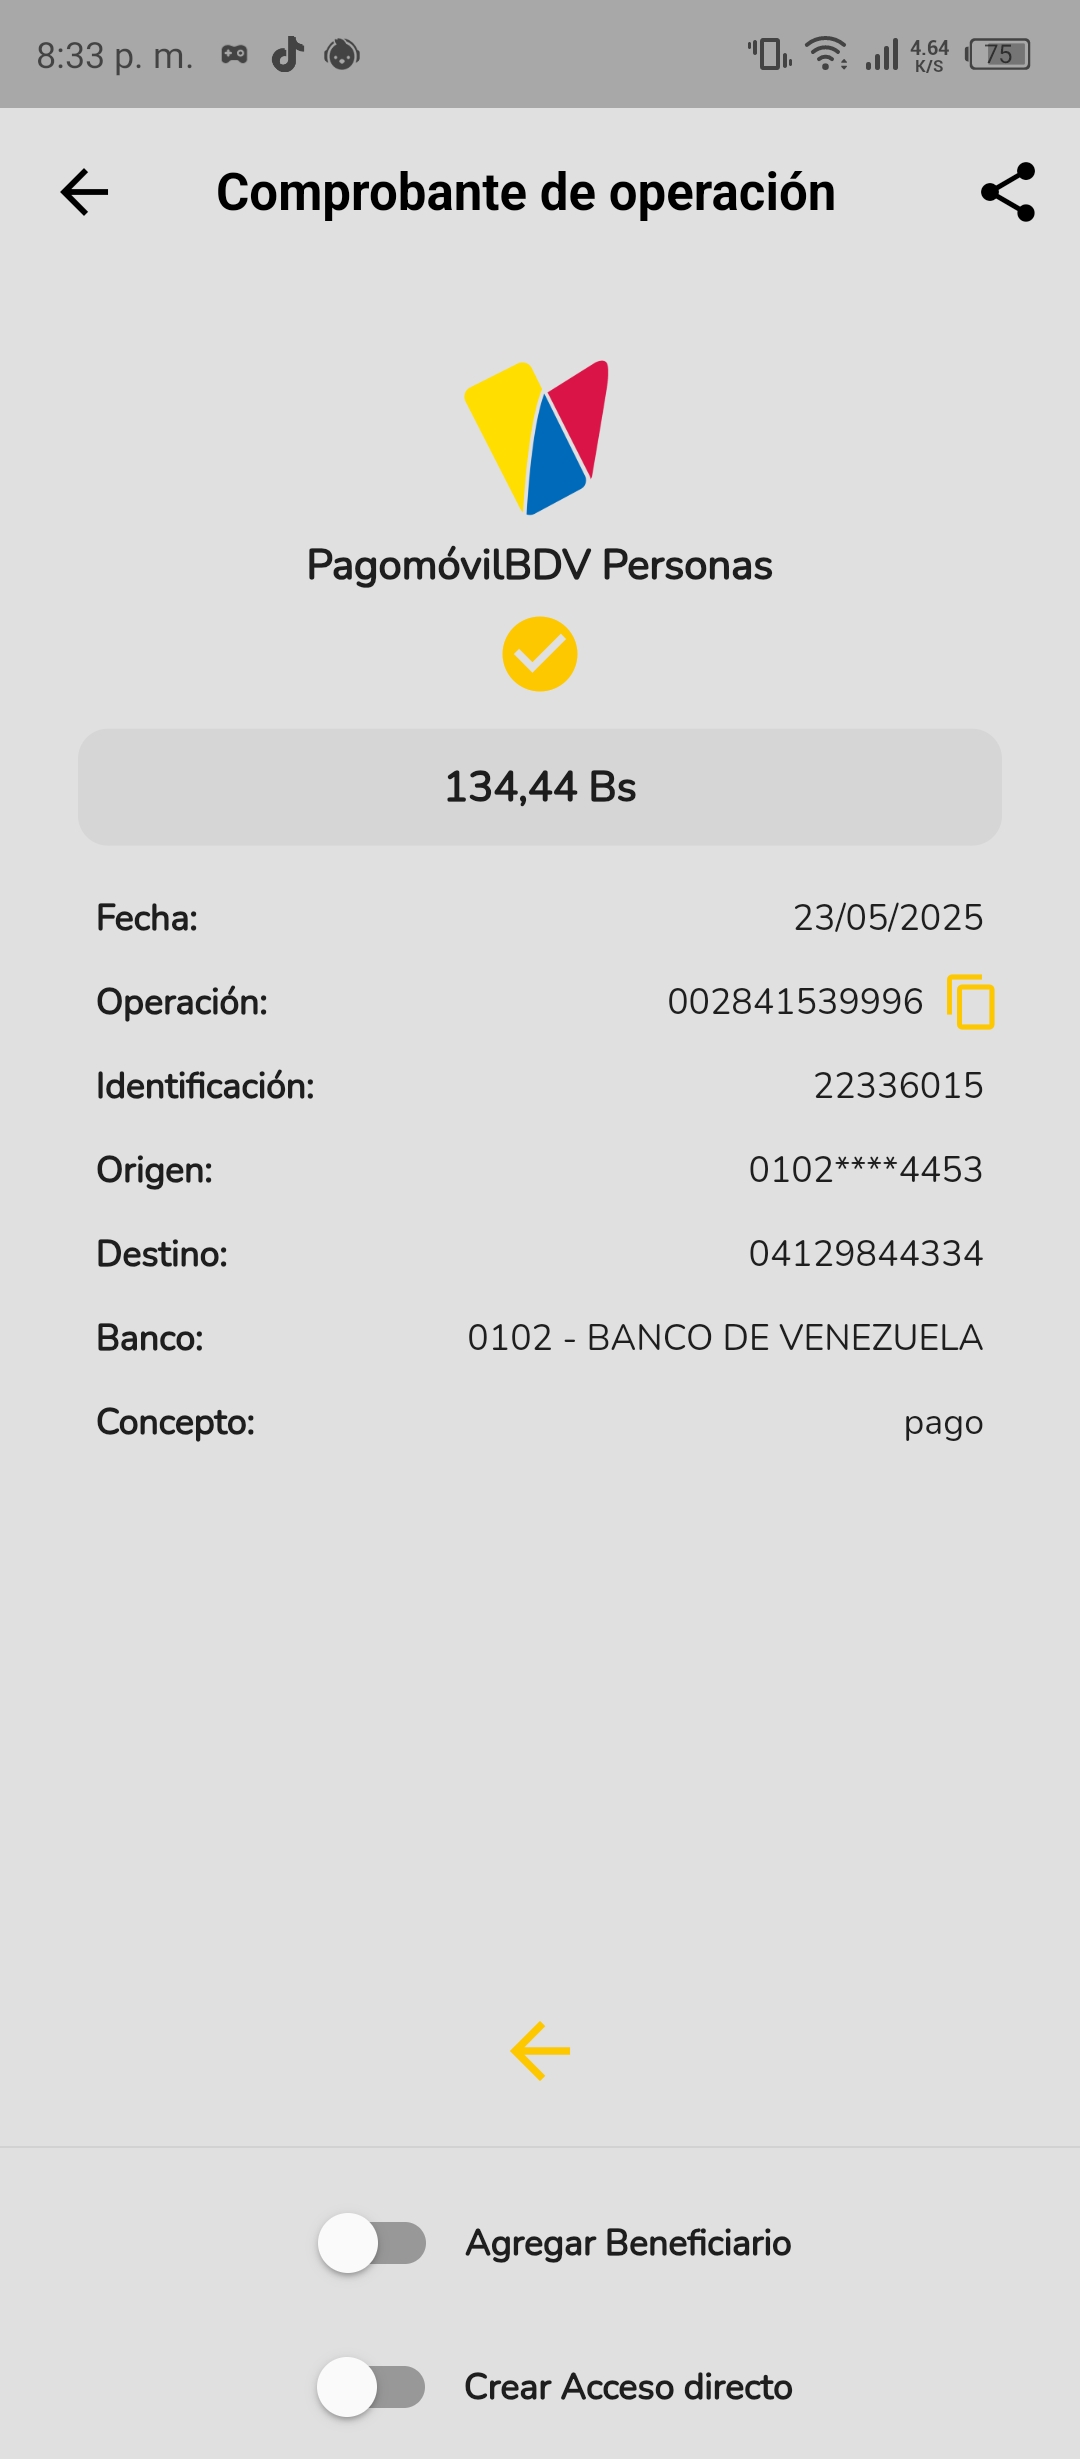 8:33 p. m.
4.64
K/S
75
Comprobante de operación
PagomóvilBDV Personas
134,44 Bs
Fecha: 23/05/2025
Operación: 002841539996
Identificación: 22336015
Origen: 0102****4453
Destino: 04129844334
Banco: 0102 - BANCO DE VENEZUELA
Concepto: pago
Agregar Beneficiario
Crear Acceso directo